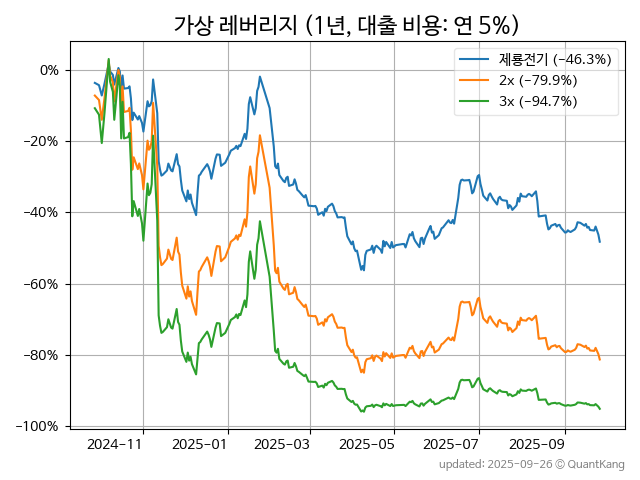 가상 레버리지 (1년, 대출 비용: 연 5%)
제룡전기 (−46.3%)
2x (−79.9%)
3x (−94.7%)
0%
−20%
−40%
−60%
−80%
−100%
2024-11 2025-01 2025-03 2025-05 2025-07 2025-09
updated: 2025-09-26 © QuantKang